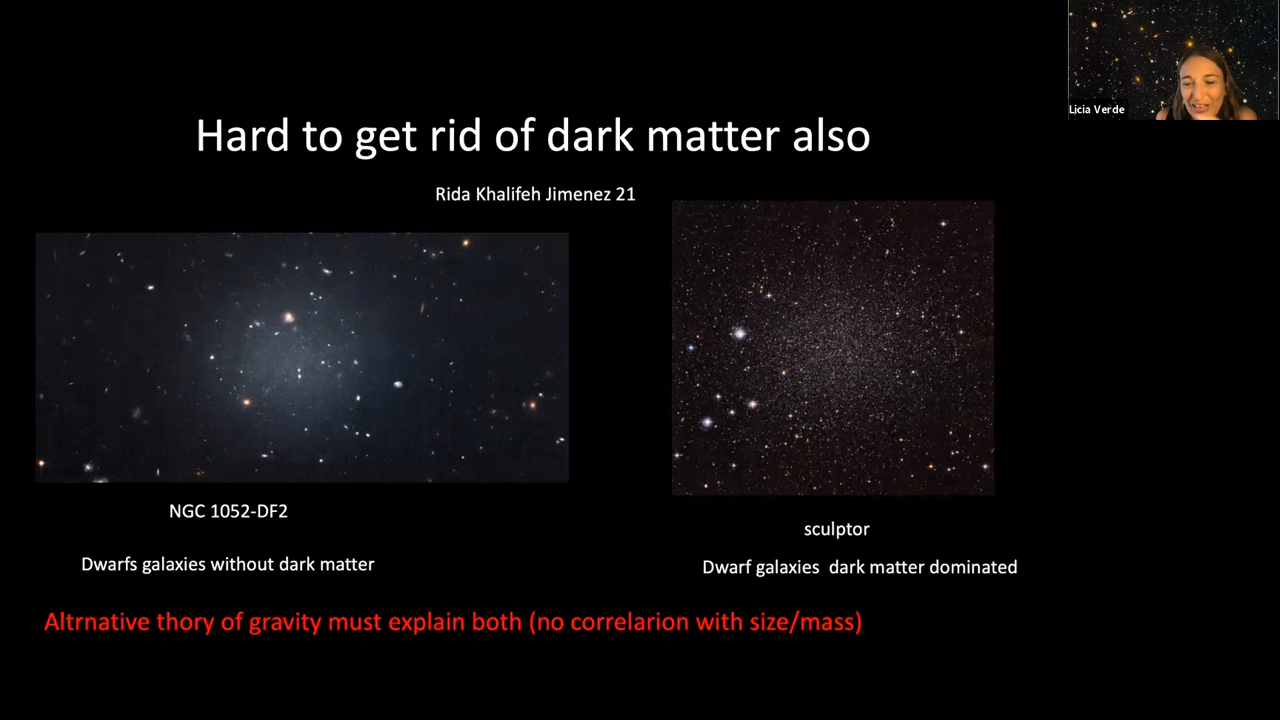 Licia Verde
Hard to get rid of dark matter also
Rida Khalifeh Jimenez 21
NGC 1052-DF2
sculptor
Dwarfs galaxies without dark matter
Dwarf galaxies dark matter dominated
Altrnative thory of gravity must explain both (no correlarion with size/mass)